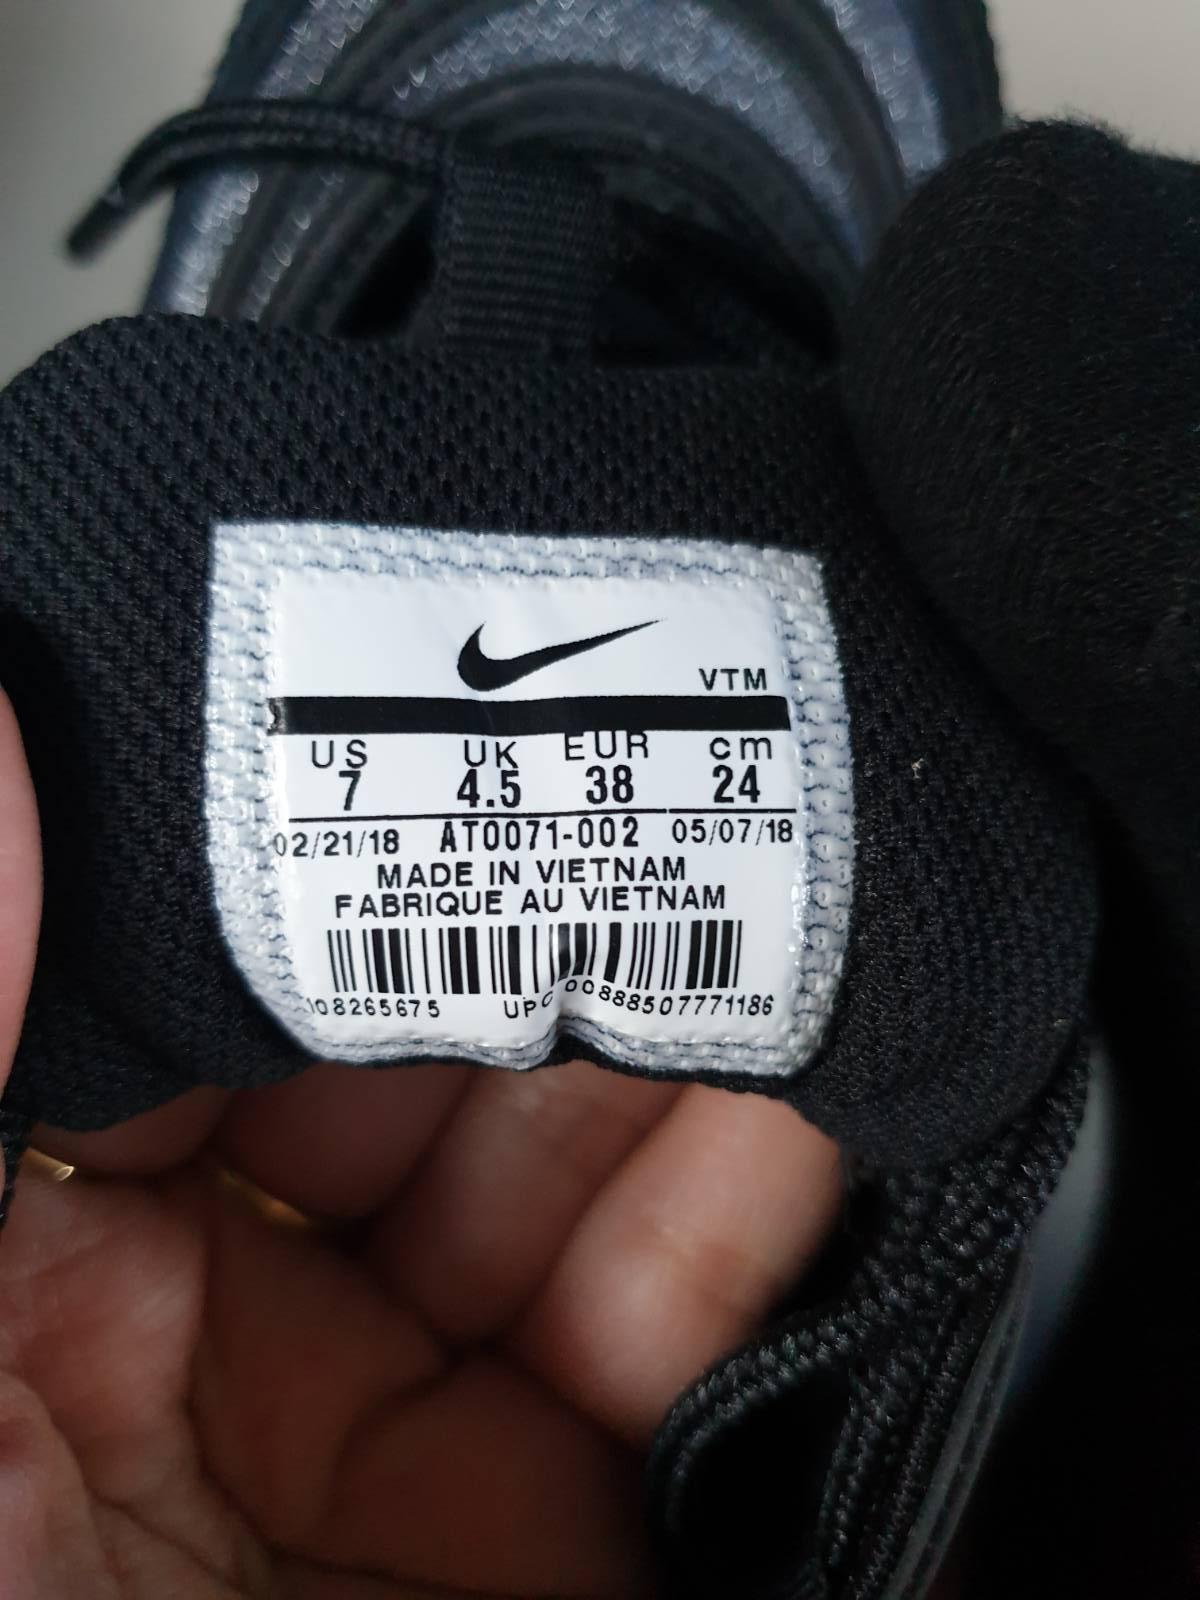 VTM
US UK EUR cm
7 4.5 38 24
02/21/18 AT0071-002 05/07/18
MADE IN VIETNAM
FABRIQUE AU VIETNAM
108265675 UPC 00888507771186